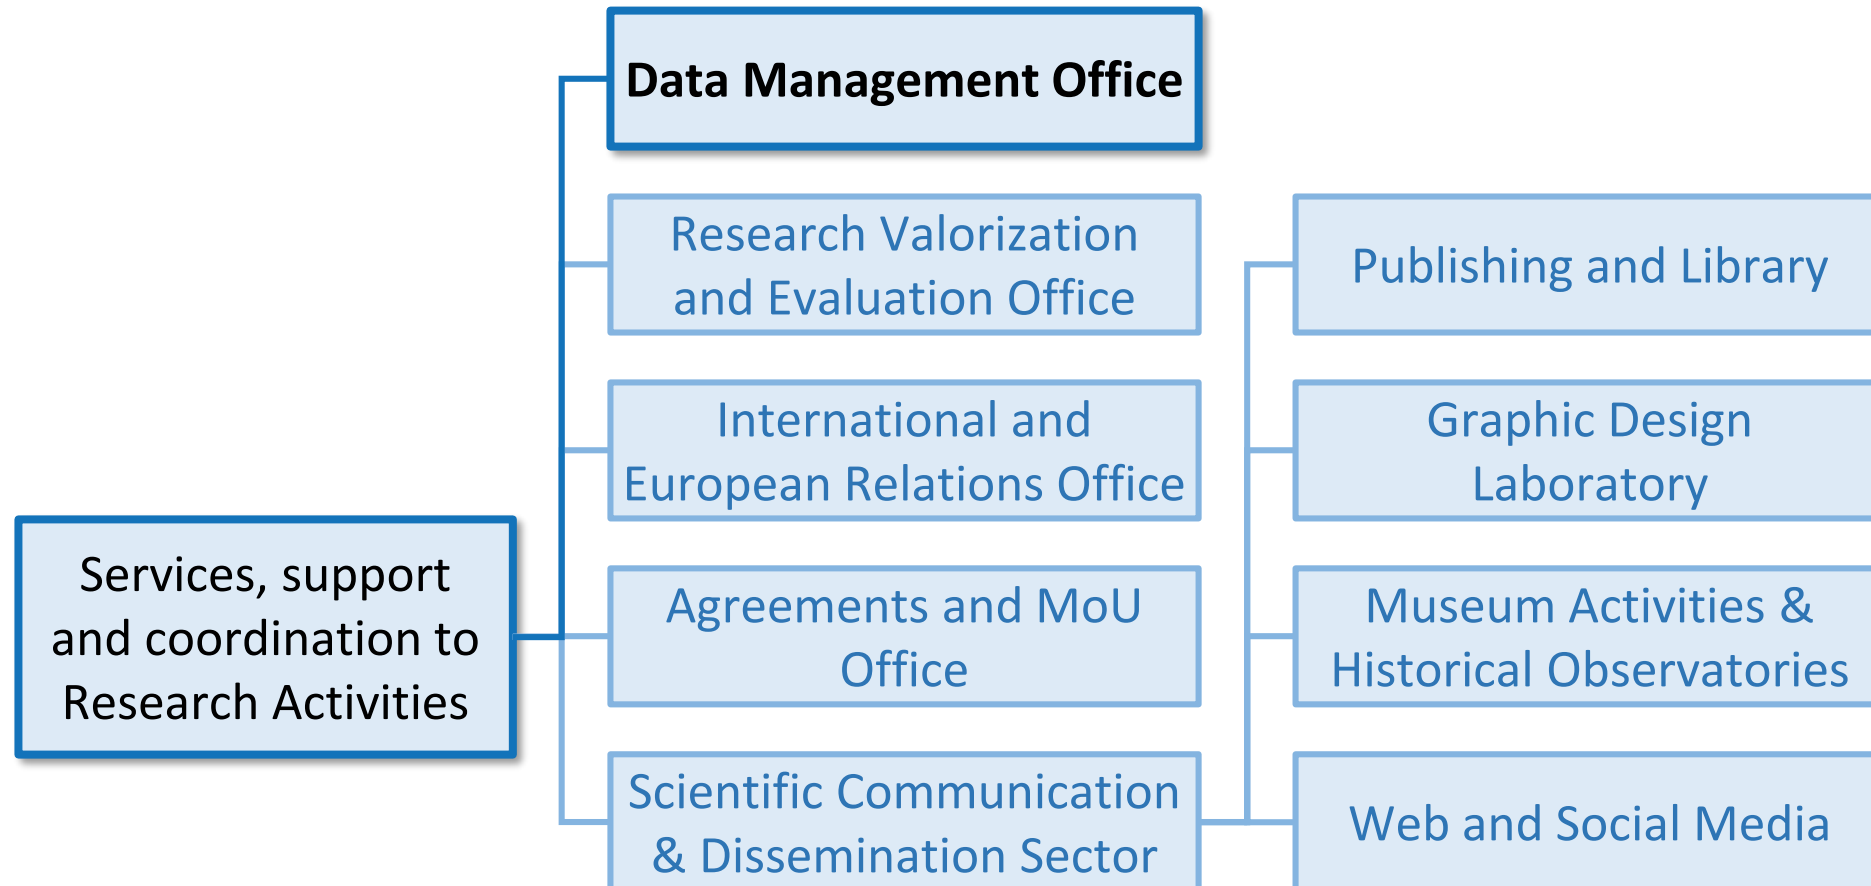 Data Management Office
Research Valorization
and Evaluation Office
International and
European Relations Office
Services, support
and coordination to
Research Activities
Agreements and MoU
Office
Scientific Communication
& Dissemination Sector
Publishing and Library
Graphic Design
Laboratory
Museum Activities &
Historical Observatories
Web and Social Media